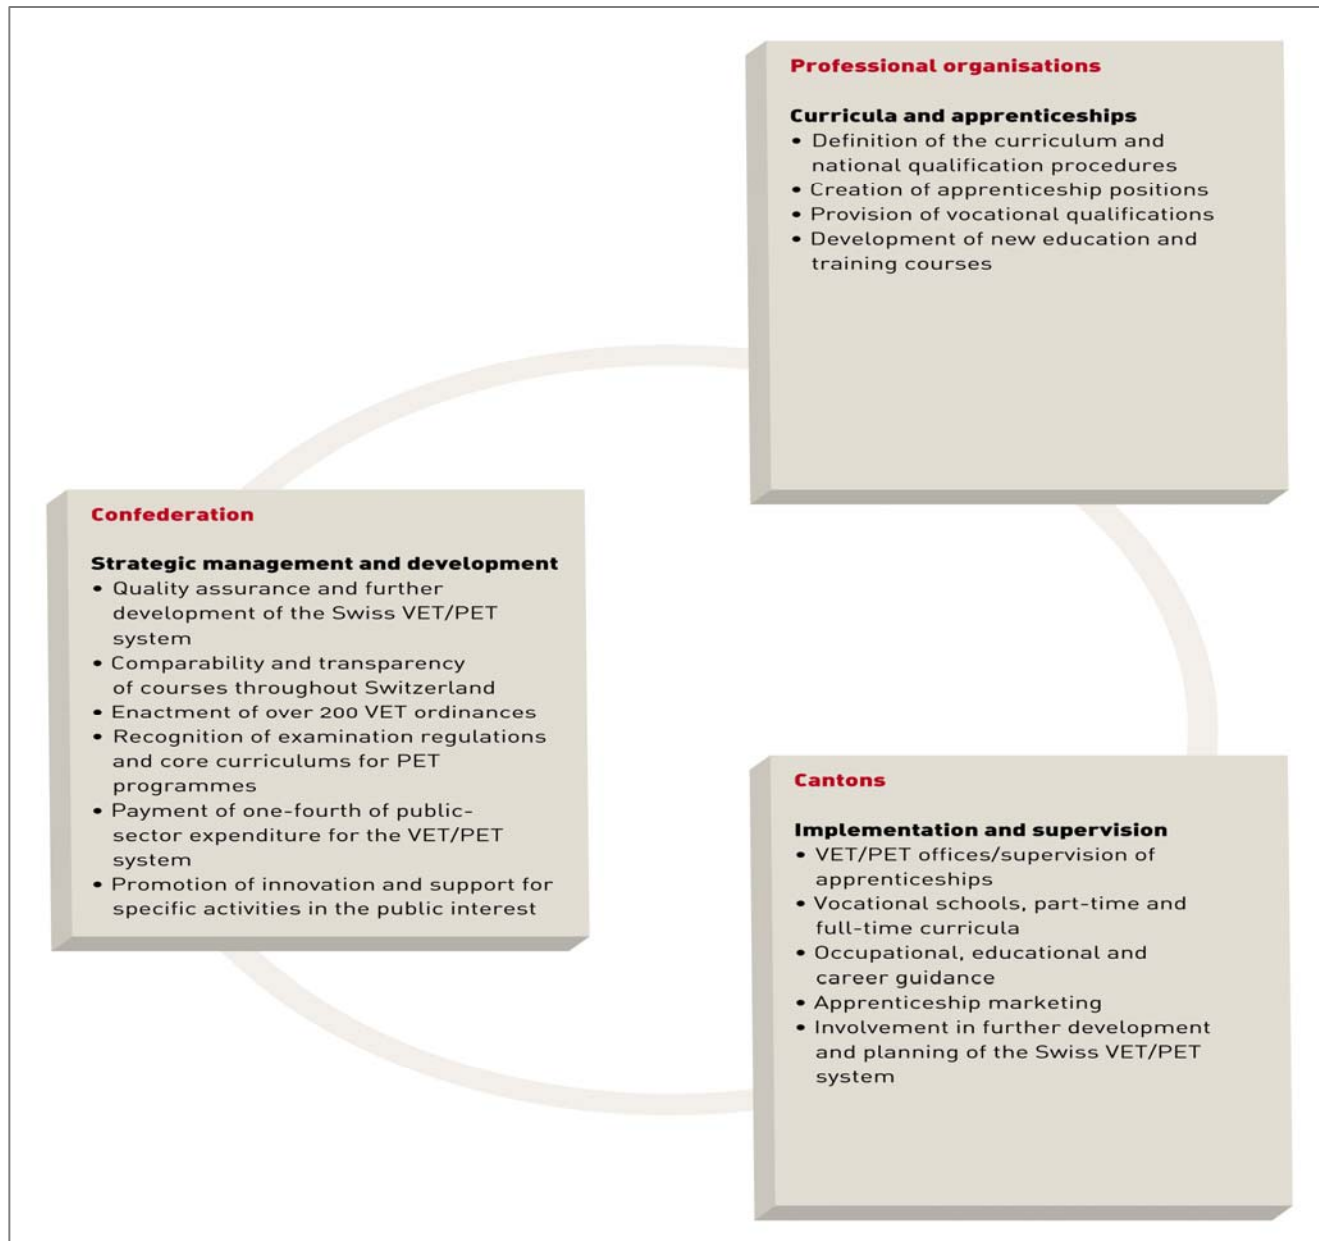 Professional organisations
Curricula and apprenticeships
• Definition of the curriculum and
national qualification procedures
• Creation of apprenticeship positions
• Provision of vocational qualifications
• Development of new education and
training courses
Confederation
Strategic management and development
• Quality assurance and further
development of the Swiss VET/PET
system
• Comparability and transparency
of courses throughout Switzerland
• Enactment of over 200 VET ordinances
• Recognition of examination regulations
and core curriculums for PET
programmes
• Payment of one-fourth of public-
sector expenditure for the VET/PET
system
• Promotion of innovation and support for
specific activities in the public interest
Cantons
Implementation and supervision
• VET/PET offices/supervision of
apprenticeships
• Vocational schools, part-time and
full-time curricula
• Occupational, educational and
career guidance
• Apprenticeship marketing
• Involvement in further development
and planning of the Swiss VET/PET
system